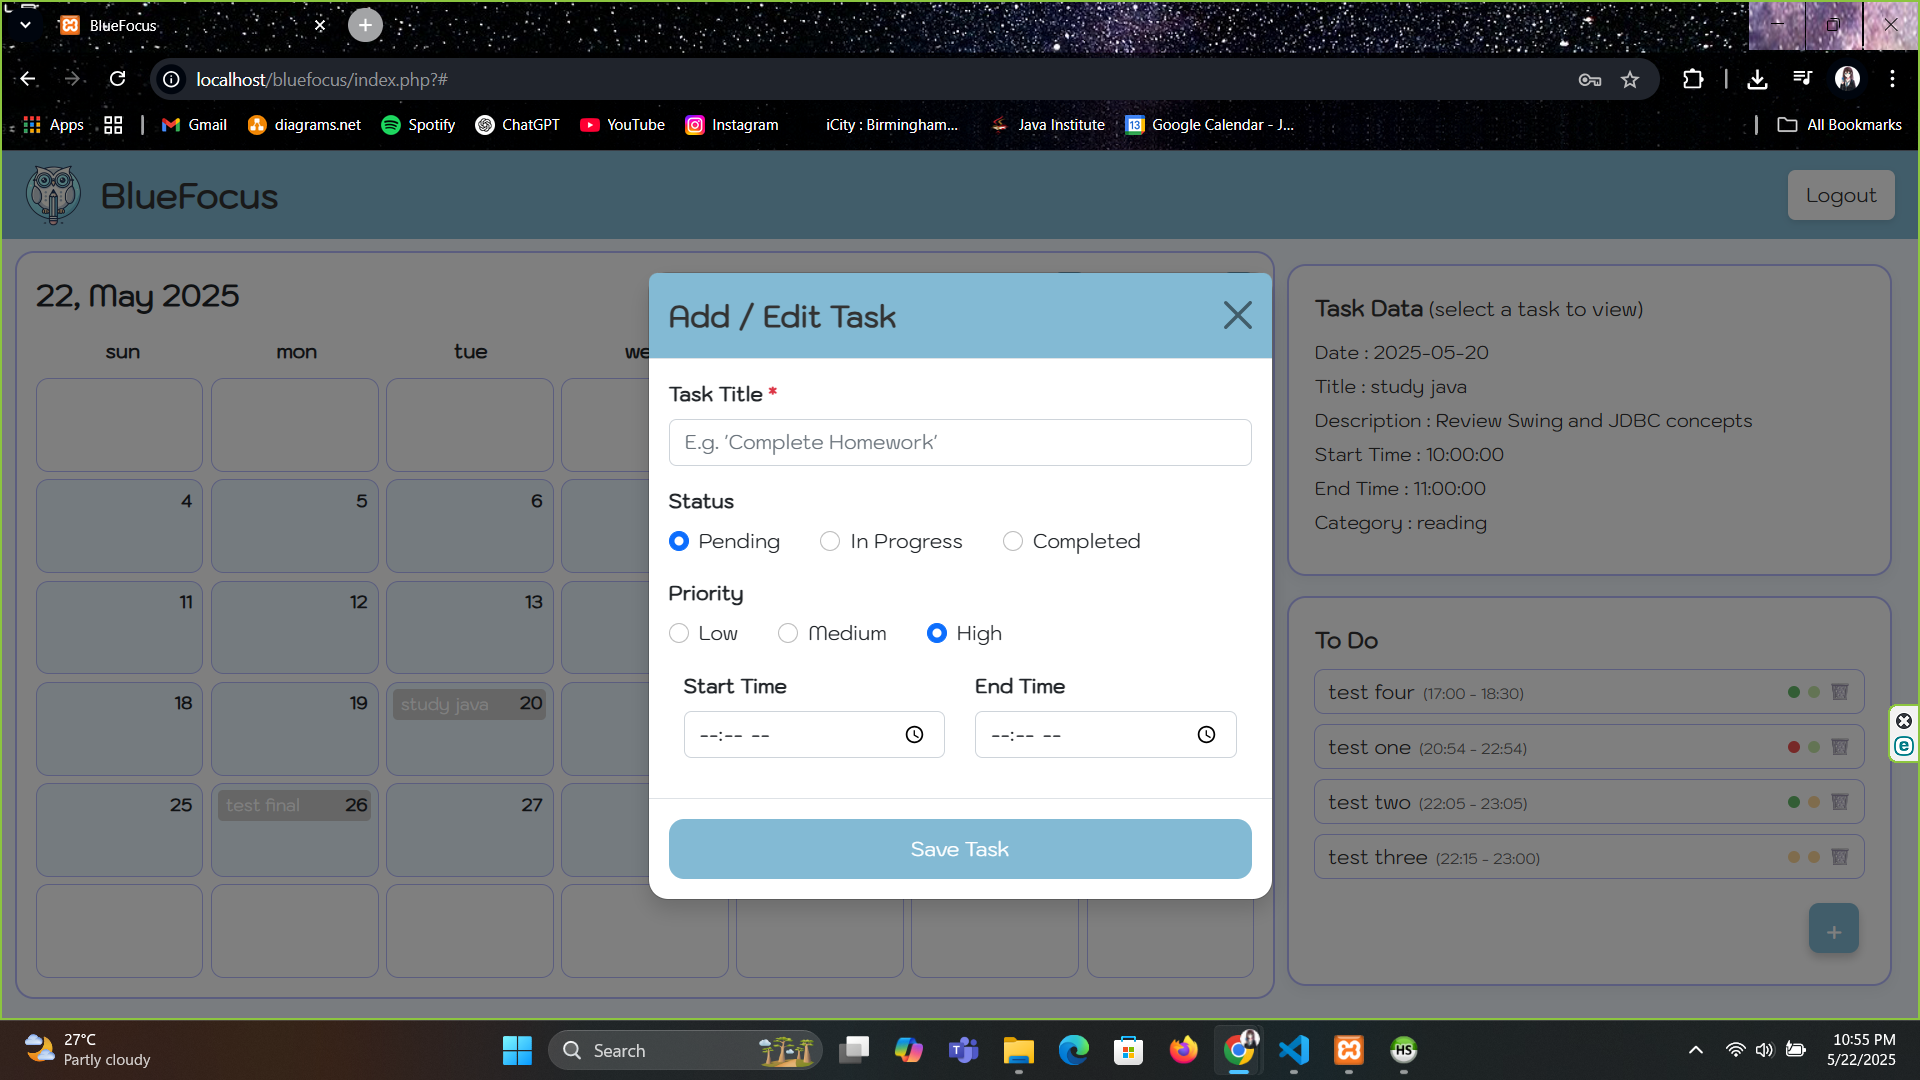 BlueFocus
localhost/bluefocus/index.php?#
Apps
Gmail
diagrams.net
Spotify
ChatGPT
YouTube
Instagram
iCity : Birmingham...
Java Institute
13
Google Calendar - J...
All Bookmarks
BlueFocus
Logout
22, May 2025
sun mon tue we
4 5 6
11 12 13
18 19 study java 20
25 test final 26 27
Add / Edit Task
Task Title *
E.g. 'Complete Homework'
Status
Pending In Progress Completed
Priority
Low Medium High
Start Time End Time
--:-- -- --:-- --
Save Task
Task Data (select a task to view)
Date : 2025-05-20
Title : study java
Description : Review Swing and JDBC concepts
Start Time : 10:00:00
End Time : 11:00:00
Category : reading
To Do
test four (17:00 - 18:30)
test one (20:54 - 22:54)
test two (22:05 - 23:05)
test three (22:15 - 23:00)
+
27°C
Partly cloudy
Search
HS
10:55 PM
5/22/2025